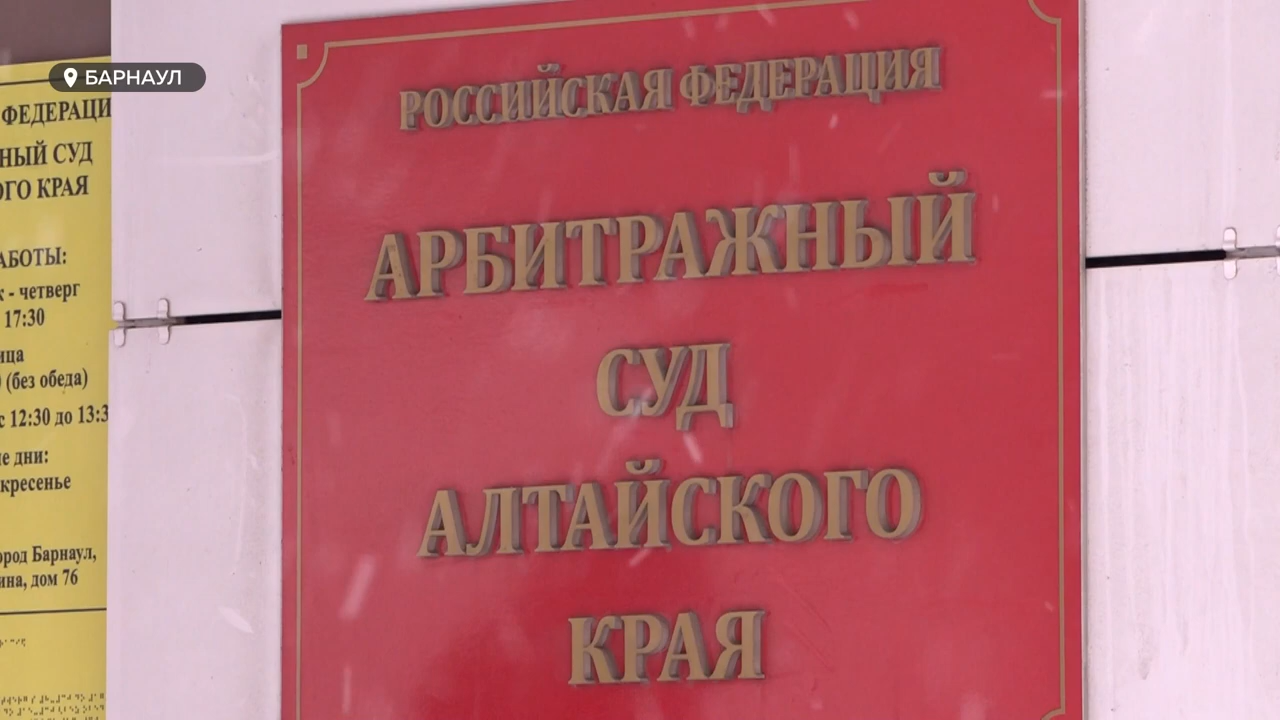 БАРНАУЛ
РОССИЙСКАЯ ФЕДЕРАЦИЯ
АРБИТРАЖНЫЙ
СУД
АЛТАЙСКОГО
КРАЯ
ФЕДЕРАЦИ
НЫЙ СУД
ОГО КРАЯ
АБОТЫ:
к - четверг
17:30
ица
(без обеда)
с 12:30 до 13:3
е дни:
кресенье
ород Барнаул,
ина, дом 76